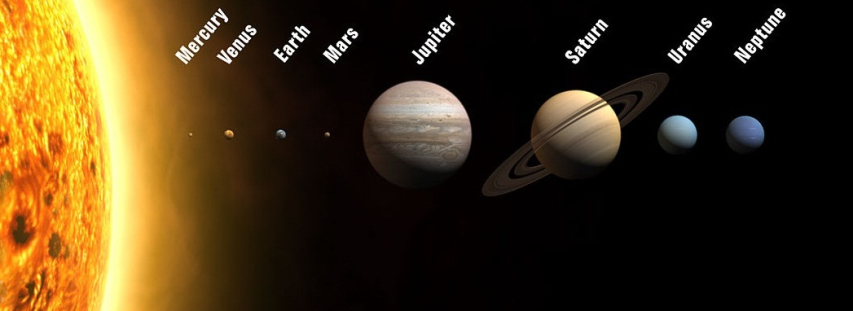 Mercury
Venus
Earth
Mars
Jupiter
Saturn
Uranus
Neptune